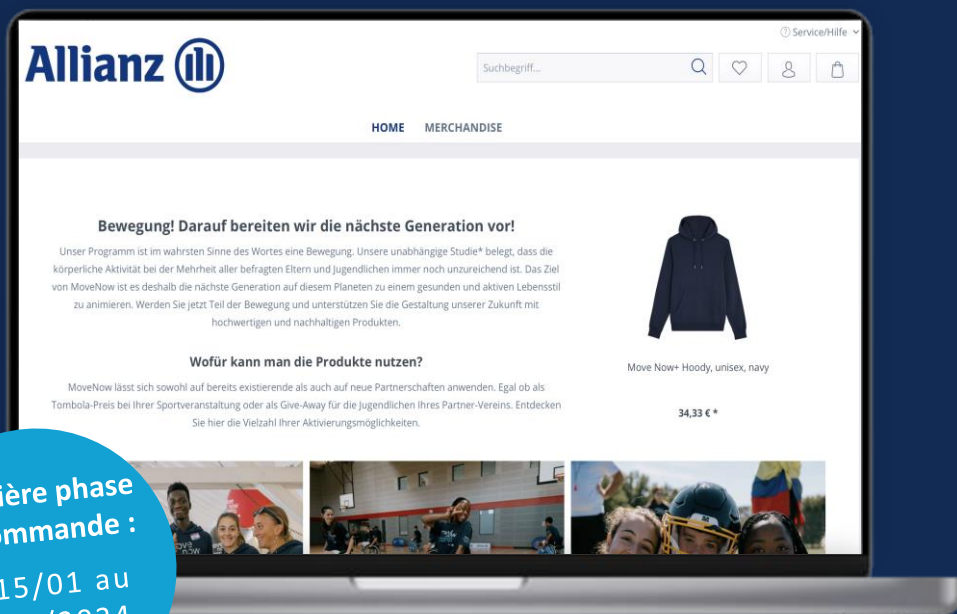 Service/Hilfe
Allianz
Suchbegriff...
HOME MERCHANDISE
Bewegung! Darauf bereiten wir die nächste Generation vor!
Unser Programm ist im wahrsten Sinne des Wortes eine Bewegung. Unsere unabhängige Studie* belegt, dass die
körperliche Aktivität bei der Mehrheit aller befragten Eltern und Jugendlichen immer noch unzureichend ist. Das Ziel
von MoveNow ist es deshalb die nächste Generation auf diesem Planeten zu einem gesunden und aktiven Lebensstil
zu animieren. Werden Sie jetzt Teil der Bewegung und unterstützen Sie die Gestaltung unserer Zukunft mit
hochwertigen und nachhaltigen Produkten.
Wofür kann man die Produkte nutzen?
MoveNow lässt sich sowohl auf bereits existierende als auch auf neue Partnerschaften anwenden. Egal ob als
Tombola-Preis bei Ihrer Sportveranstaltung oder als Give-Away für die Jugendlichen Ihres Partner-Vereins. Entdecken
Sie hier die Vielzahl Ihrer Aktivierungsmöglichkeiten.
Move Now+ Hoody, unisex, navy
34,33 € *
phase
15/01 au